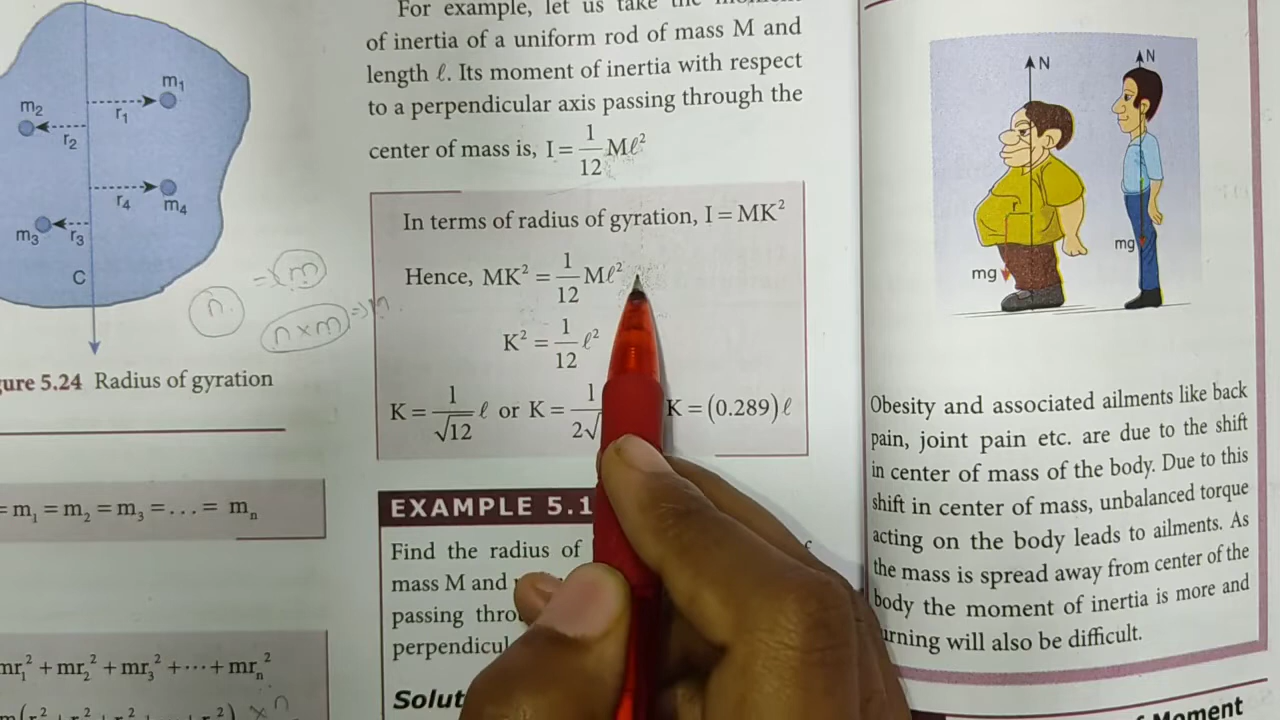 m₁
m₂
r₁
r₂
r₄
m₄
m₃
r₃
C
n
= × m
n×m ⇒
ure 5.24 Radius of gyration
= m₁ = m₂ = m₃ = . . . = mₙ
mr₁² + mr₂² + mr₃² + ··· + mrₙ²
× n
For example, let us take the
of inertia of a uniform rod of mass M and
length ℓ. Its moment of inertia with respect
to a perpendicular axis passing through the
center of mass is, I = 1/12 Mℓ²
In terms of radius of gyration, I = MK²
Hence, MK² = 1/12 Mℓ²
K² = 1/12 ℓ²
K = 1/√12 ℓ or K = 1/2√ K = (0.289)ℓ
EXAMPLE 5.1
Find the radius of
mass M and
passing thro
perpendicul
Solut
N
N
r
mg
mg
Obesity and associated ailments like back
pain, joint pain etc. are due to the shift
in center of mass of the body. Due to this
shift in center of mass, unbalanced torque
acting on the body leads to ailments. As
the mass is spread away from center of the
body the moment of inertia is more and
urning will also be difficult.
Moment